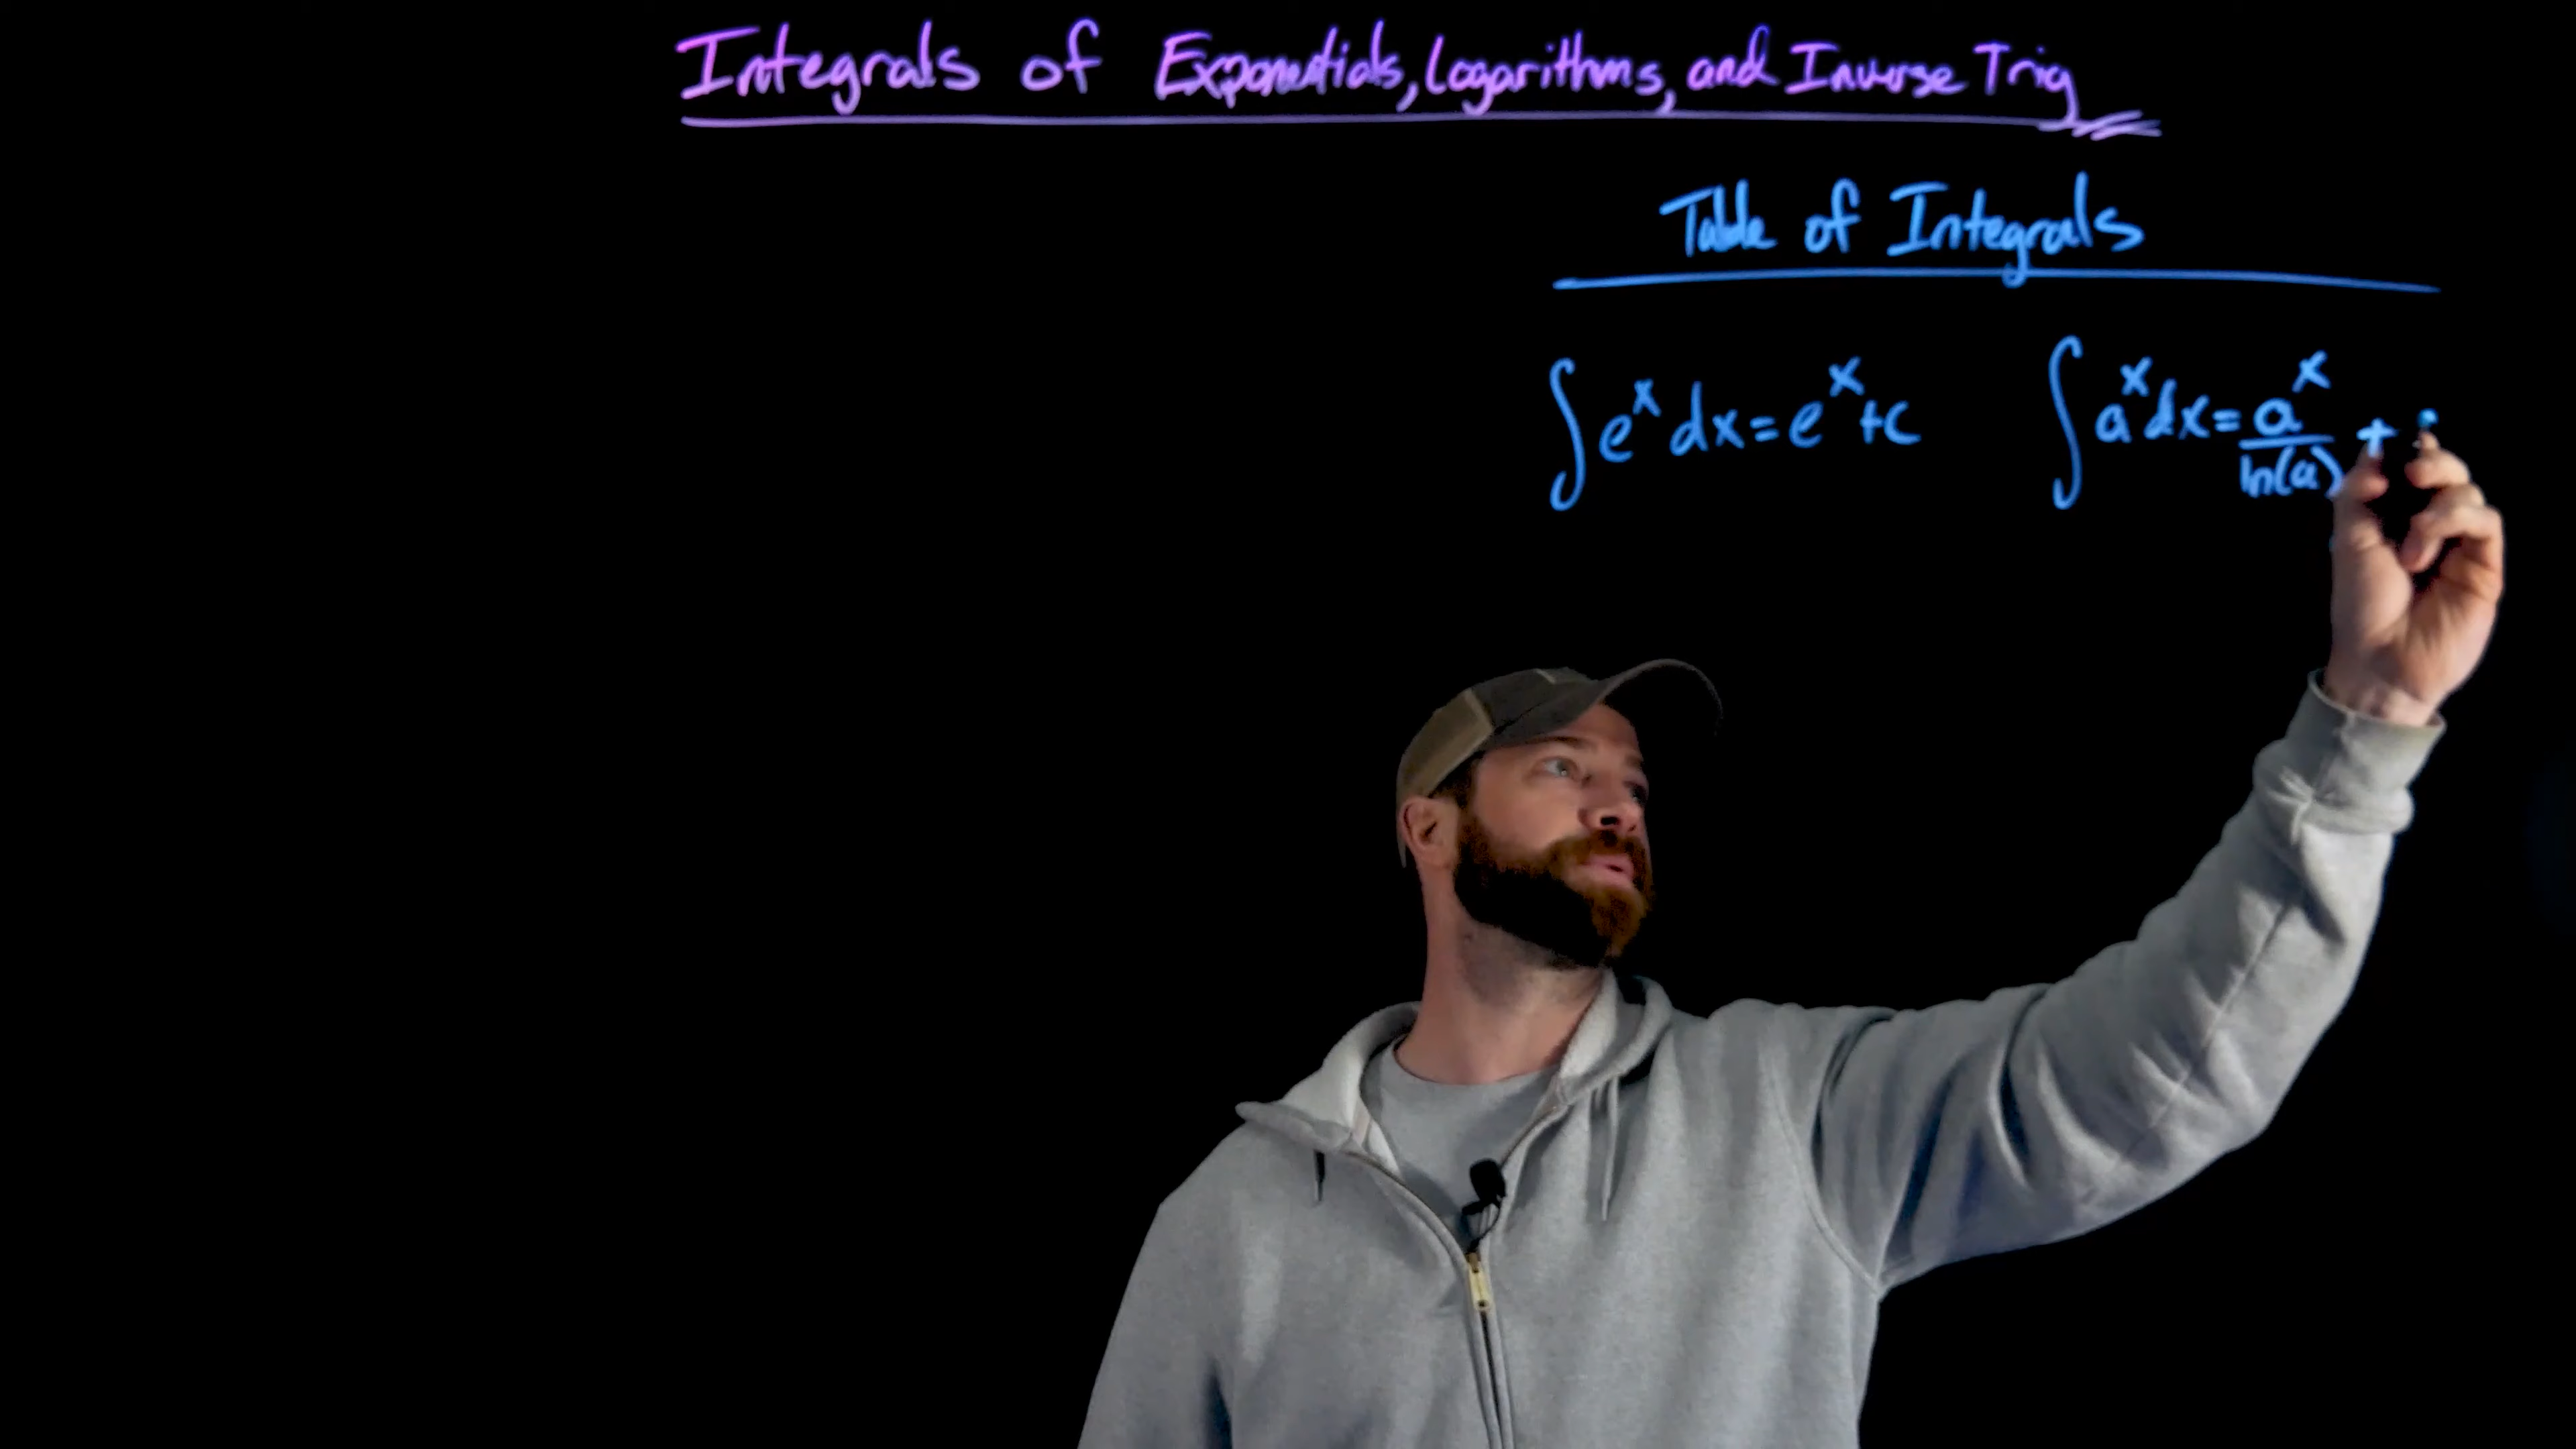 Integrals of Exponentials, Logarithms, and Inverse Trig
Table of Integrals
∫e^x dx = e^x + c    ∫a^x dx = a^x/ln(a) +